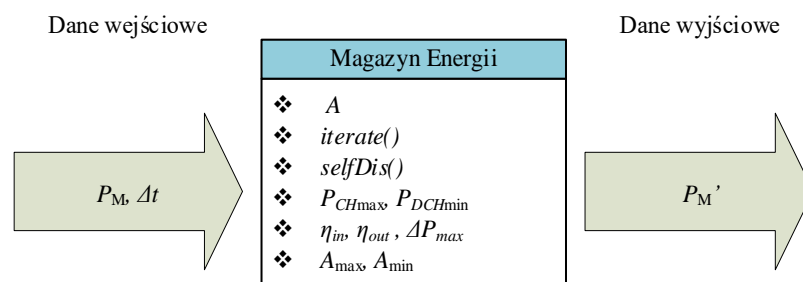 Dane wejściowe
Dane wyjściowe
Magazyn Energii
❖ A
❖ iterate()
❖ selfDis()
❖ P_CHmax, P_DCHmin
❖ η_in, η_out , ΔP_max
❖ A_max, A_min
P_M, Δt
P_M’